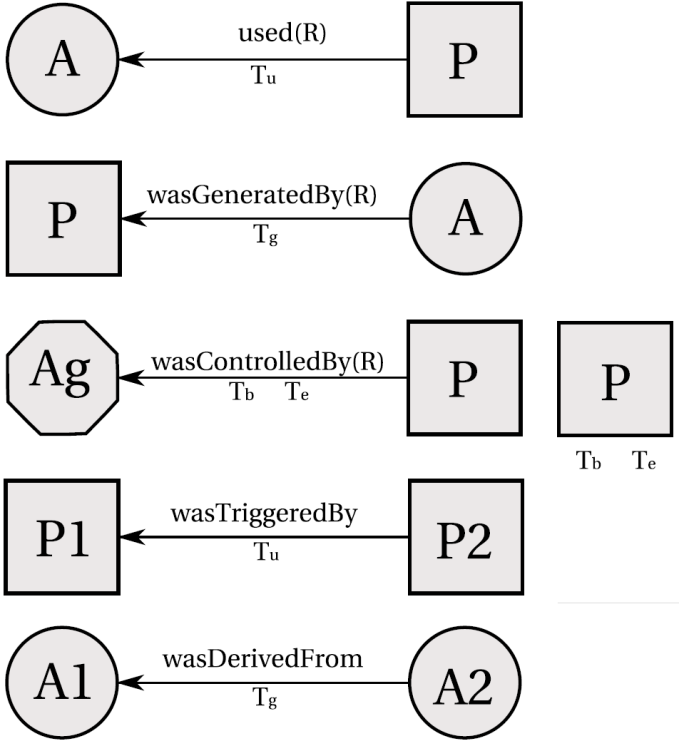 A used(R) P
Tu
P wasGeneratedBy(R) A
Tg
Ag wasControlledBy(R) P P
Tb Te
Tb Te
P1 wasTriggeredBy P2
Tu
A1 wasDerivedFrom A2
Tg